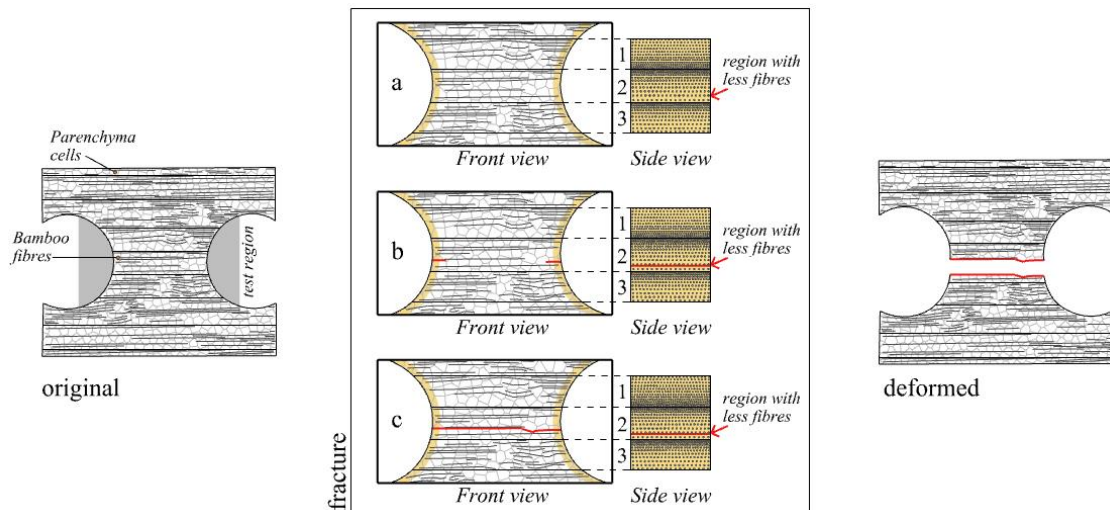 Parenchyma
cells
Bamboo
fibres
test region
original
fracture
a
1
2
3
region with
less fibres
Front view
Side view
b
1
2
3
region with
less fibres
Front view
Side view
c
1
2
3
region with
less fibres
Front view
Side view
deformed